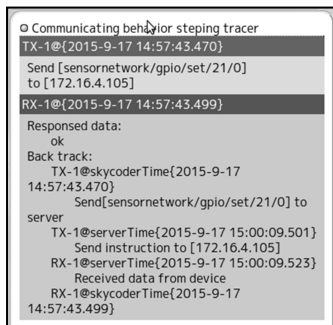 Communicating behavior steping tracer
TX-1@{2015-9-17 14:57:43.470}
Send [sensornetwork/gpio/set/21/0]
to [172.16.4.105]
RX-1@{2015-9-17 14:57:43.499}
Responsed data:
ok
Back track:
TX-1@skycoderTime{2015-9-17
14:57:43.470}
Send[sensornetwork/gpio/set/21/0] to
server
TX-1@serverTime{2015-9-17 15:00:09.501}
Send instruction to [172.16.4.105]
RX-1@serverTime{2015-9-17 15:00:09.523}
Received data from device
RX-1@skycoderTime{2015-9-17
14:57:43.499}